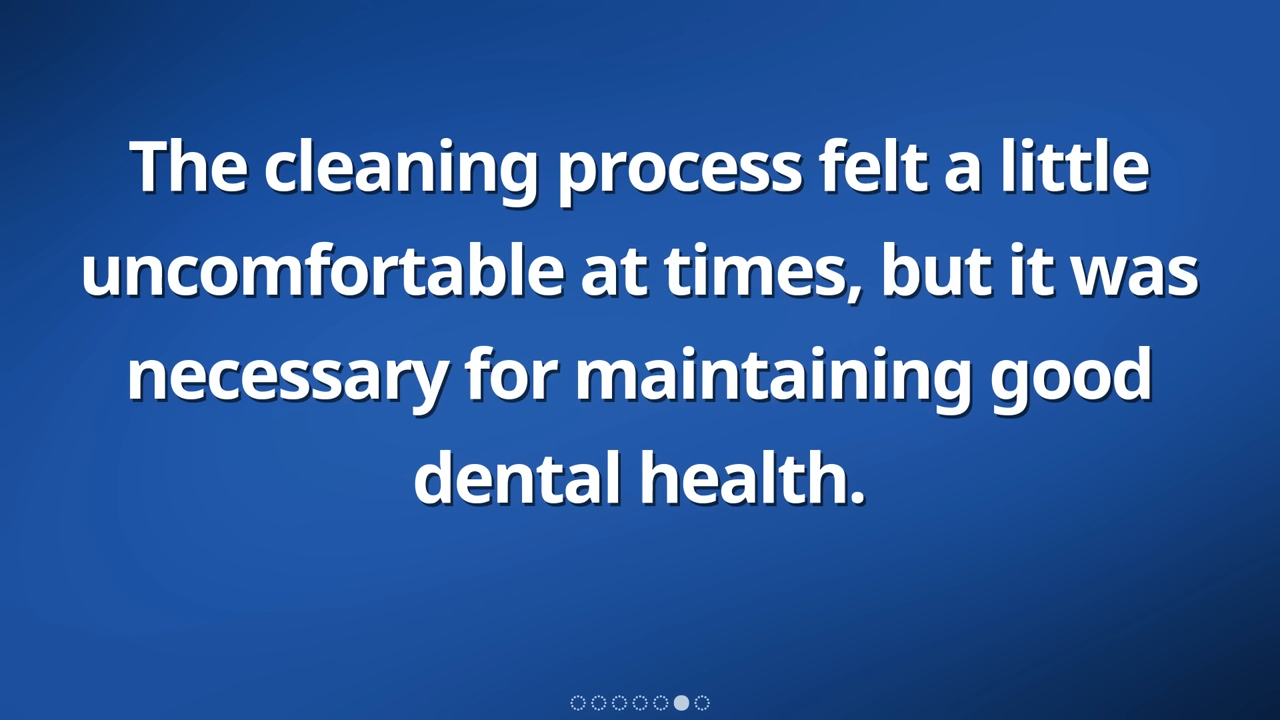 The cleaning process felt a little
uncomfortable at times, but it was
necessary for maintaining good
dental health.